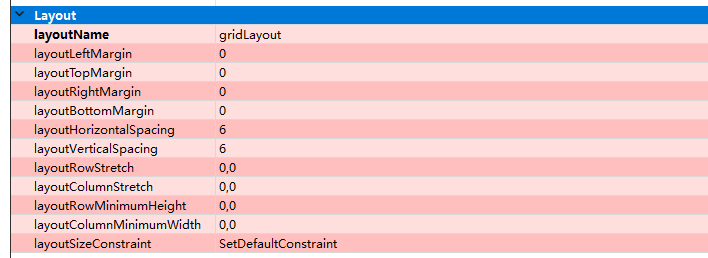 Layout
layoutName gridLayout
layoutLeftMargin 0
layoutTopMargin 0
layoutRightMargin 0
layoutBottomMargin 0
layoutHorizontalSpacing 6
layoutVerticalSpacing 6
layoutRowStretch 0,0
layoutColumnStretch 0,0
layoutRowMinimumHeight 0,0
layoutColumnMinimumWidth 0,0
layoutSizeConstraint SetDefaultConstraint